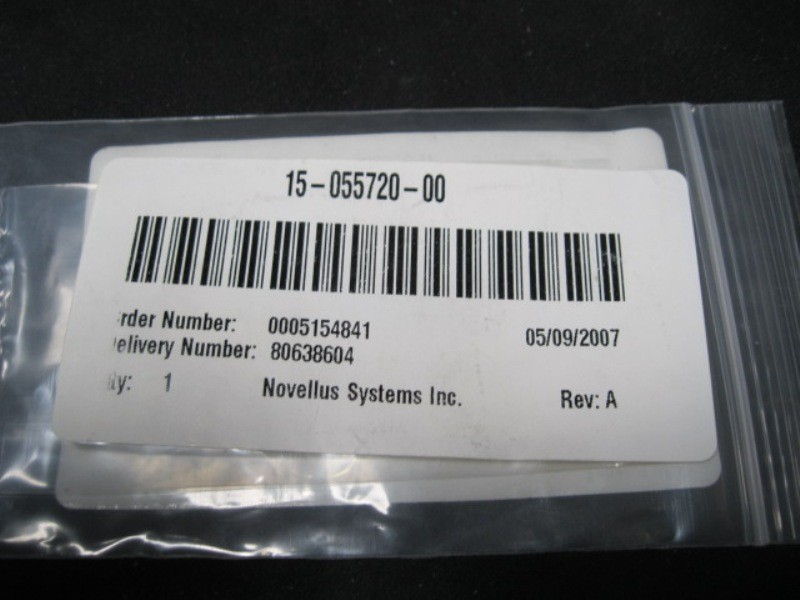 15-055720-00
rder Number: 0005154841 05/09/2007
elivery Number: 80638604
ty: 1 Novellus Systems Inc. Rev: A